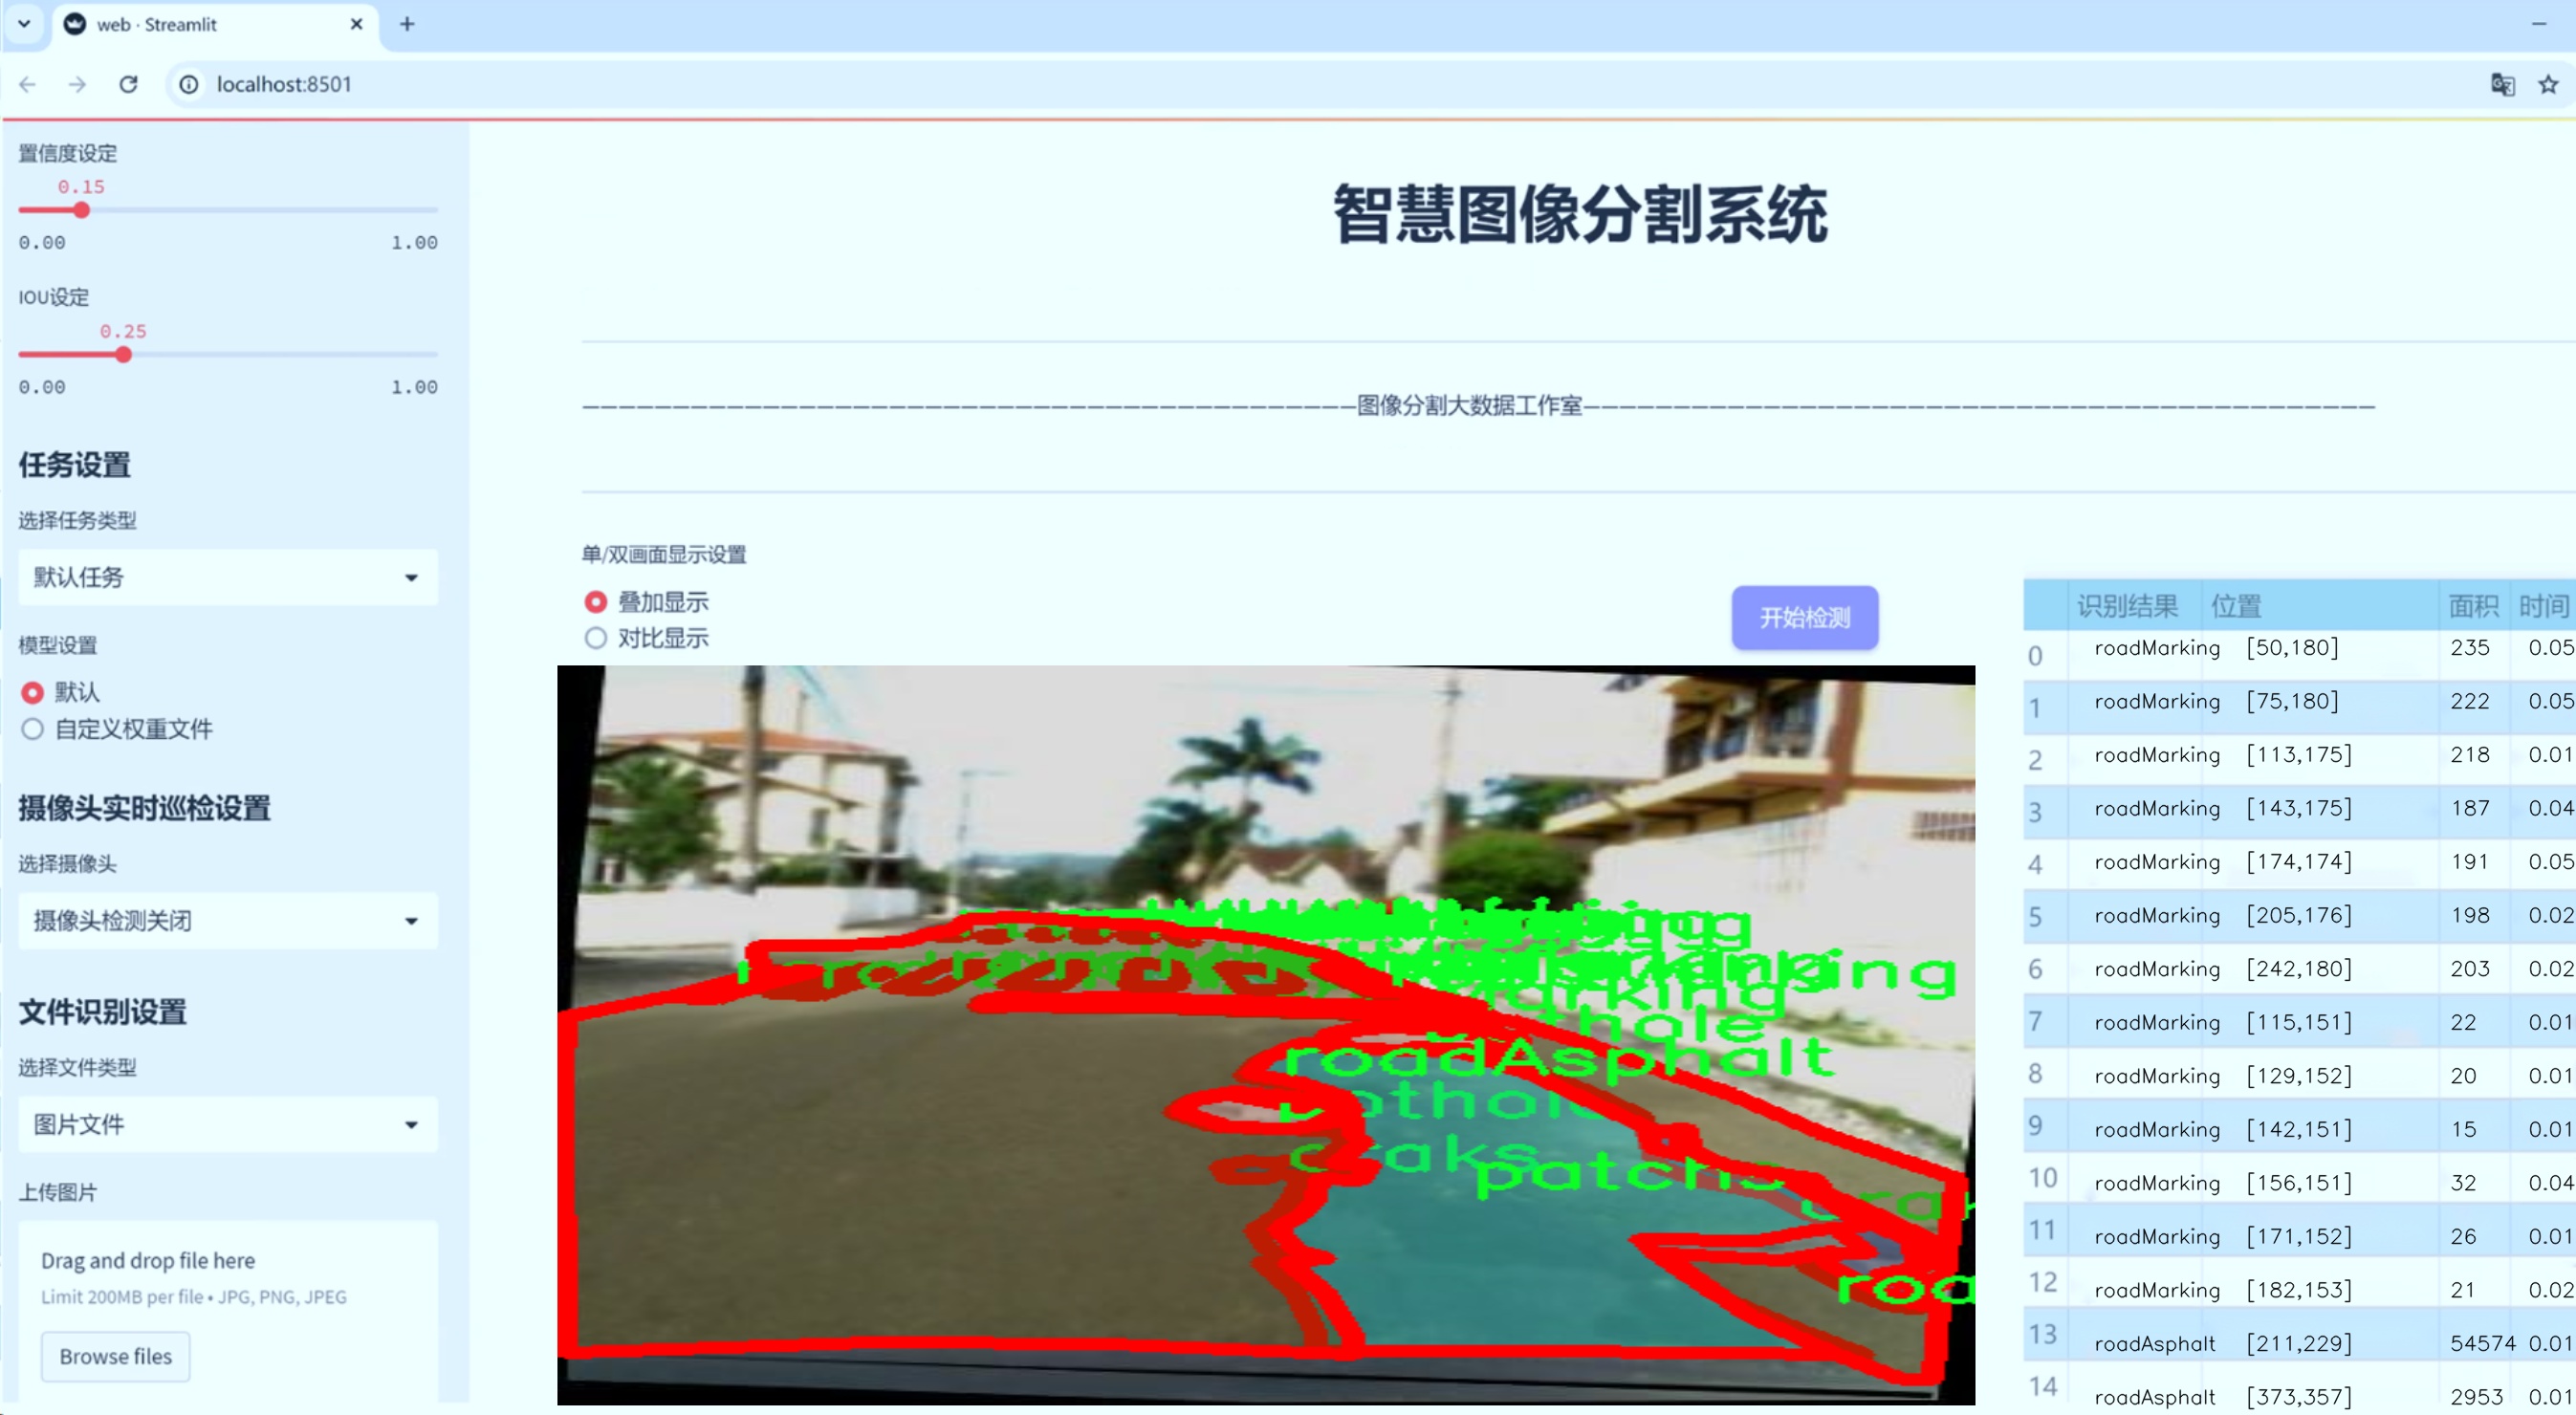 web · Streamlit
localhost:8501
置信度设定
0.15
0.00 1.00
IOU设定
0.25
0.00 1.00
任务设置
选择任务类型
默认任务
模型设置
默认
自定义权重文件
摄像头实时巡检设置
选择摄像头
摄像头检测关闭
文件识别设置
选择文件类型
图片文件
上传图片
Drag and drop file here
Limit 200MB per file • JPG, PNG, JPEG
Browse files
智慧图像分割系统
图像分割大数据工作室
单/双画面显示设置
叠加显示
对比显示
开始检测
roadAsphalt
识别结果 位置 面积 时间
0 roadMarking [50,180] 235 0.05
1 roadMarking [75,180] 222 0.05
2 roadMarking [113,175] 218 0.01
3 roadMarking [143,175] 187 0.04
4 roadMarking [174,174] 191 0.05
5 roadMarking [205,176] 198 0.02
6 roadMarking [242,180] 203 0.02
7 roadMarking [115,151] 22 0.01
8 roadMarking [129,152] 20 0.01
9 roadMarking [142,151] 15 0.01
10 roadMarking [156,151] 32 0.04
11 roadMarking [171,152] 26 0.01
12 roadMarking [182,153] 21 0.02
13 roadAsphalt [211,229] 54574 0.01
14 roadAsphalt [373,357] 2953 0.01